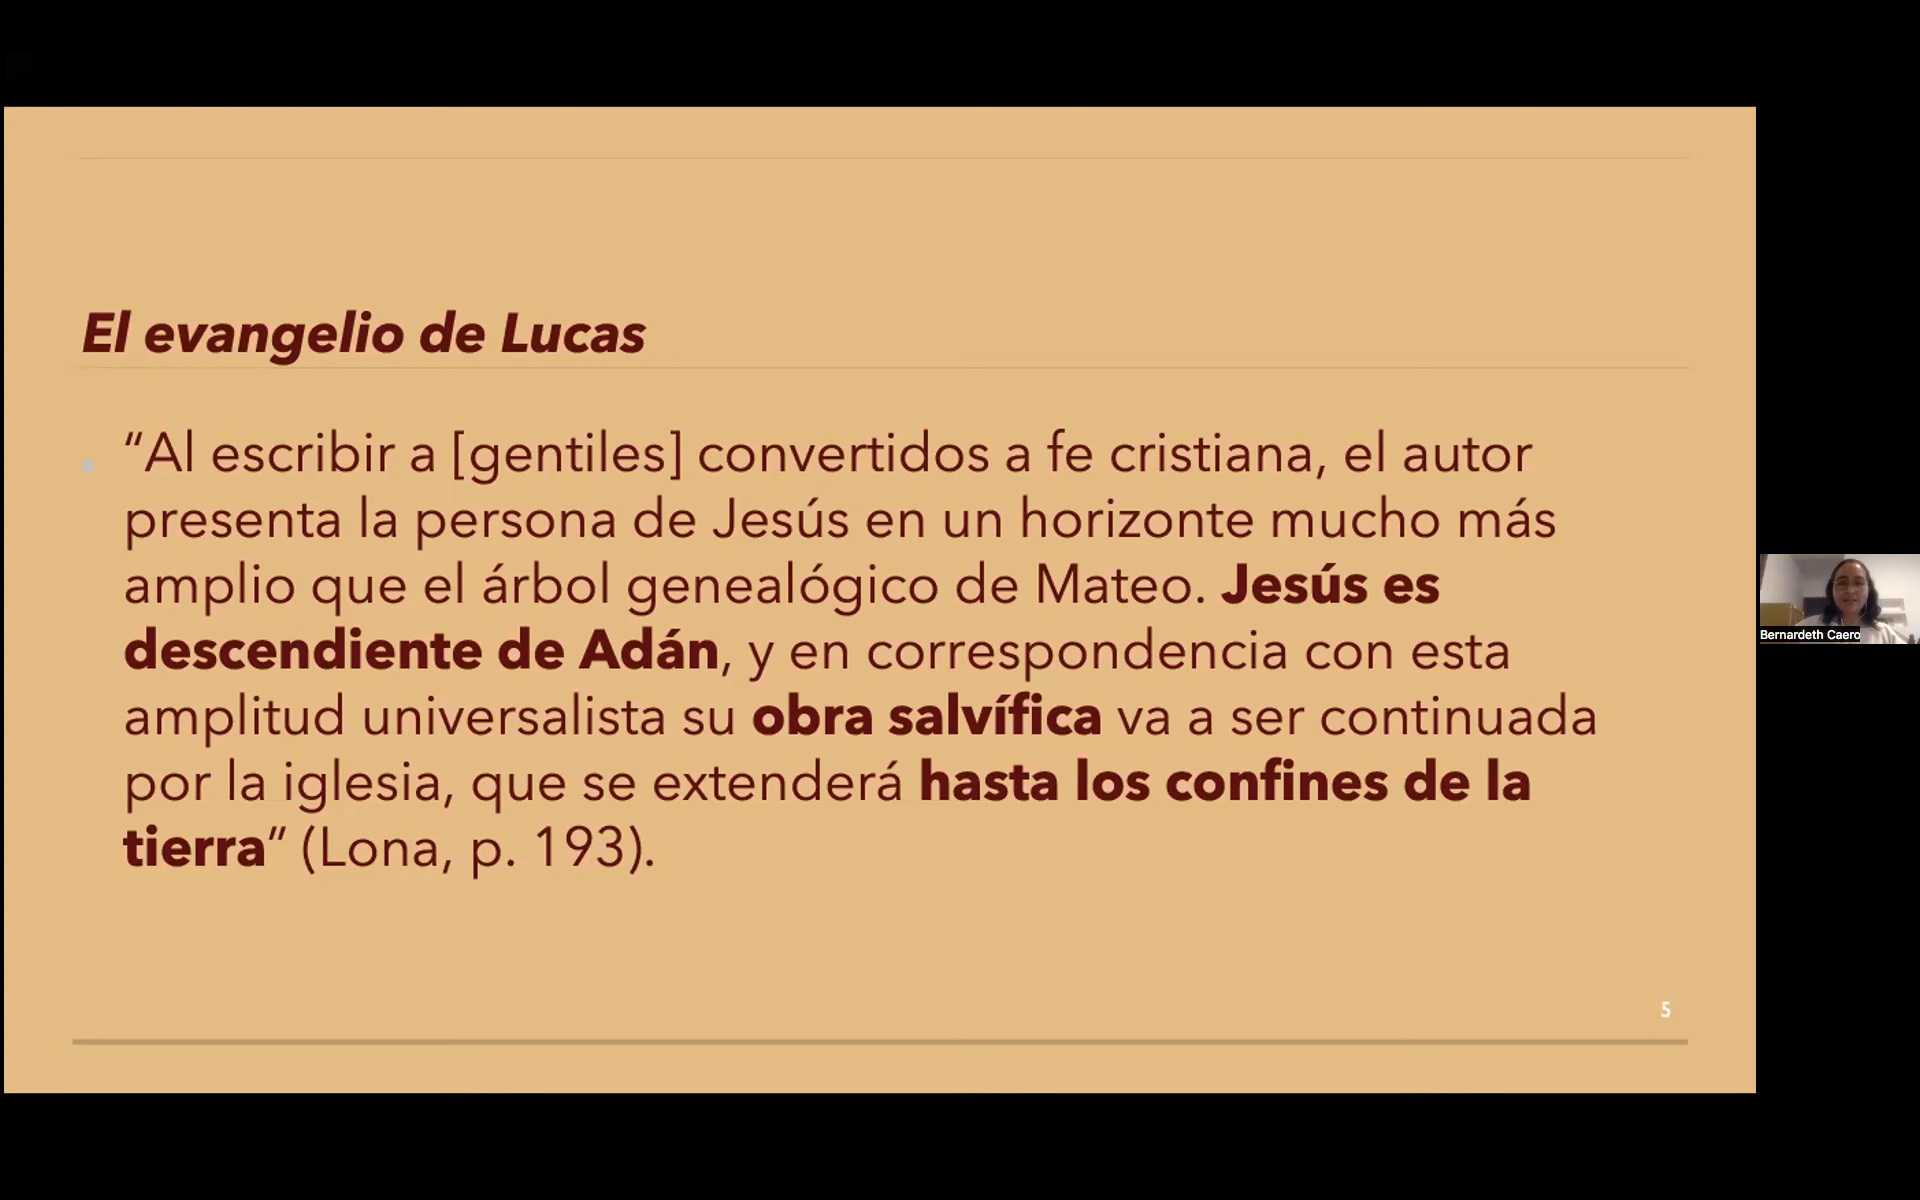 El evangelio de Lucas
“Al escribir a [gentiles] convertidos a fe cristiana, el autor
presenta la persona de Jesús en un horizonte mucho más
amplio que el árbol genealógico de Mateo. Jesús es
descendiente de Adán, y en correspondencia con esta
amplitud universalista su obra salvífica va a ser continuada
por la iglesia, que se extenderá hasta los confines de la
tierra” (Lona, p. 193).
Bernardeth Caero
5